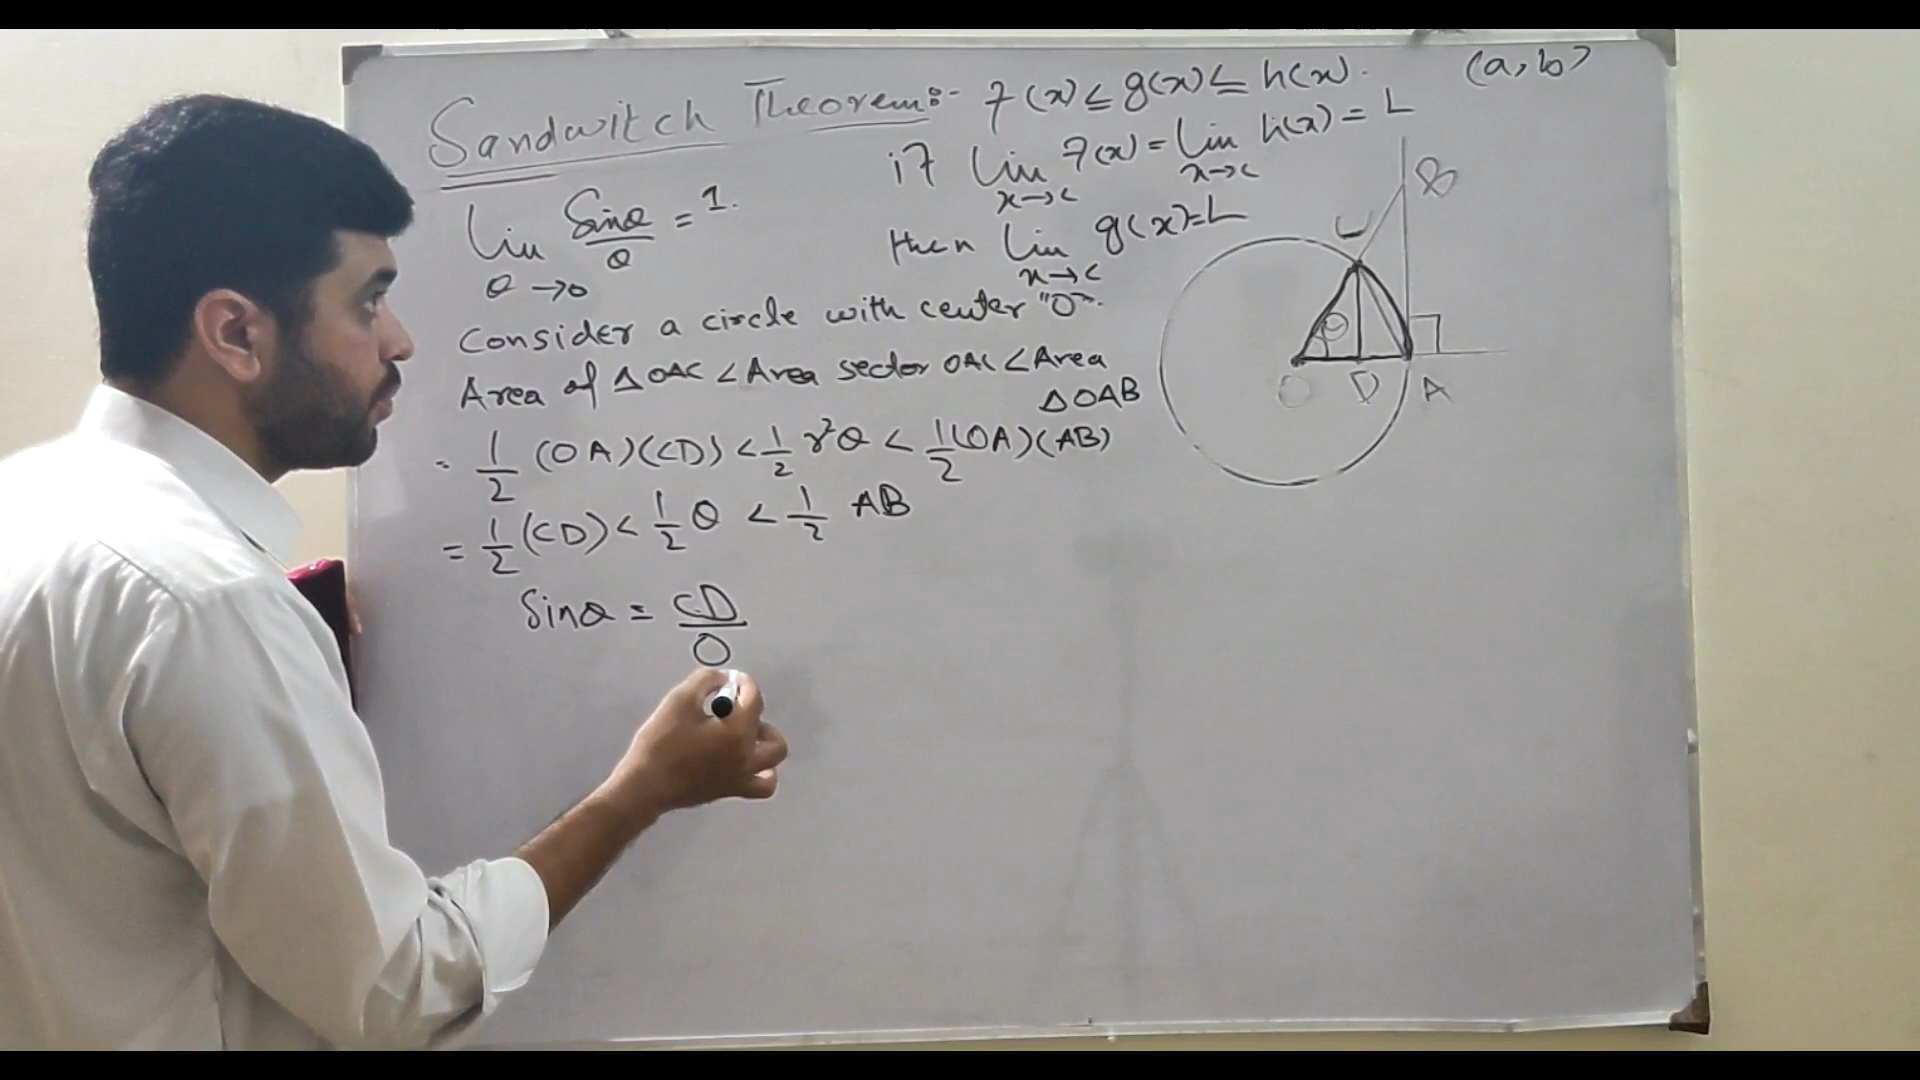 Sandwitch Theorem:- f(x) ≤ g(x) ≤ h(x). (a,b)
if lim x→c f(x) = lim x→c h(x) = L
then lim x→c g(x) = L
lim θ→0 Sinθ/θ = 1.
Consider a circle with center "O".
Area of △OAC < Area sector OAC < Area
△OAB
= 1/2 (OA)(CD) < 1/2 r²θ < 1/2 (OA)(AB)
= 1/2 (CD) < 1/2 θ < 1/2 AB
Sinθ = CD/O
B
C
θ
O D A